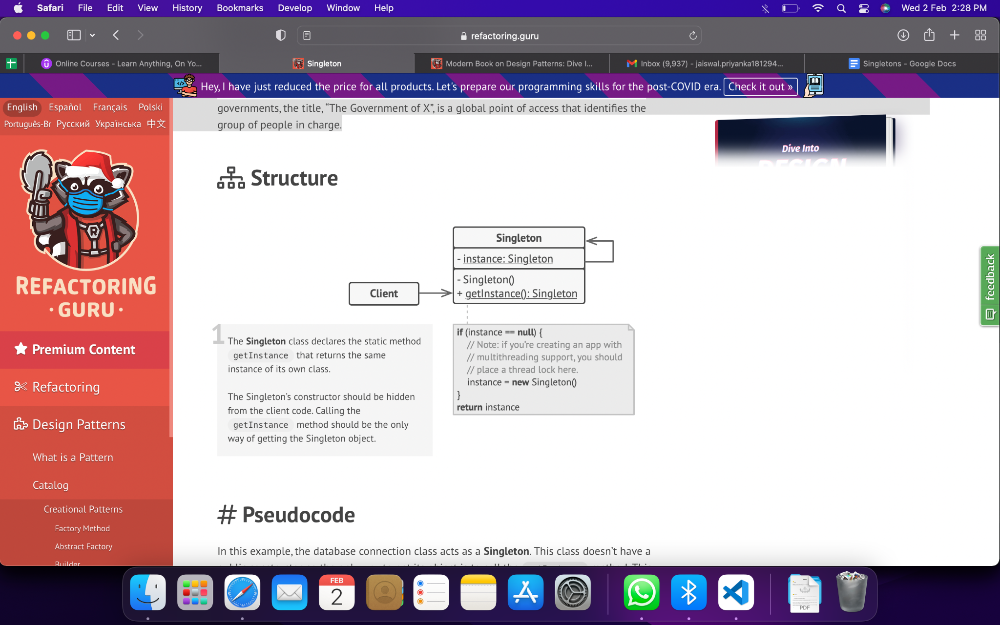 Safari File Edit View History Bookmarks Develop Window Help Wed 2 Feb 2:28 PM
refactoring.guru
Online Courses - Learn Anything, On Yo... Singleton Modern Book on Design Patterns: Dive I... Inbox (9,937) - jaiswal.priyanka181294... Singletons - Google Docs
Hey, I have just reduced the price for all products. Let's prepare our programming skills for the post-COVID era. Check it out »
English Español Français Polski
Português-Br Русский Українська 中文
R
REFACTORING
· GURU ·
Premium Content
Refactoring
Design Patterns
What is a Pattern
Catalog
Creational Patterns
Factory Method
Abstract Factory
Builder
governments, the title, “The Government of X”, is a global point of access that identifies the
group of people in charge.
Dive Into
DESIGN
Structure
Singleton
- instance: Singleton
- Singleton()
+ getInstance(): Singleton
Client
1
The Singleton class declares the static method
getInstance that returns the same
instance of its own class.
The Singleton’s constructor should be hidden
from the client code. Calling the
getInstance method should be the only
way of getting the Singleton object.
if (instance == null) {
// Note: if you’re creating an app with
// multithreading support, you should
// place a thread lock here.
instance = new Singleton()
}
return instance
# Pseudocode
In this example, the database connection class acts as a Singleton. This class doesn’t have a
feedback
FEB
2
PDF